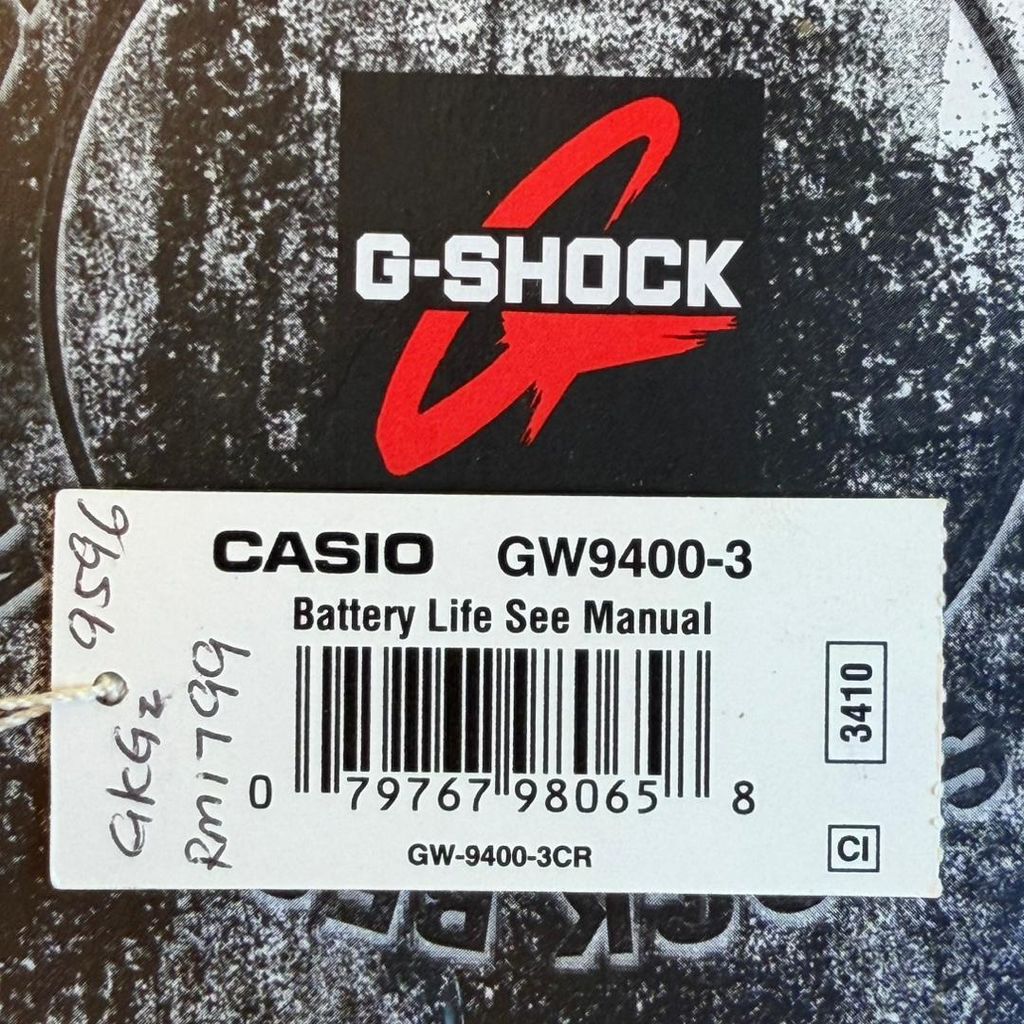 G-SHOCK
CASIO GW9400-3
Battery Life See Manual
0 79767 98065 8
GW-9400-3CR
3410
CI
9596
RM1799